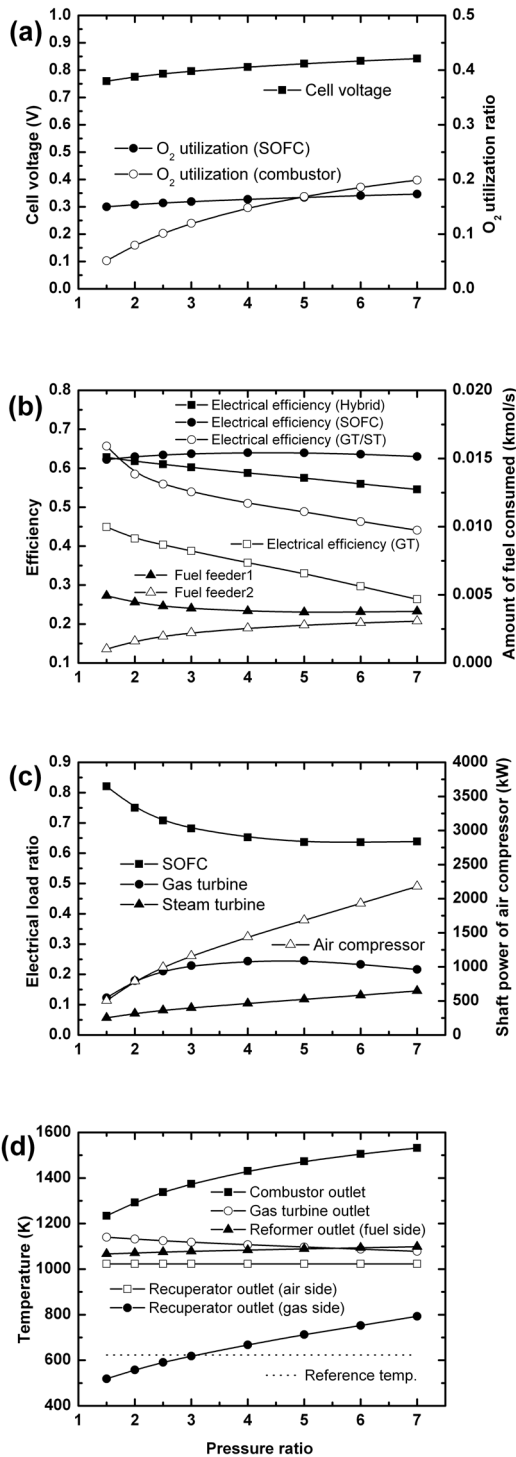 (a)
1.0
0.9
0.8
0.7
0.6
0.5
0.4
0.3
0.2
0.1
0.0
Cell voltage (V)
0.5
0.4
0.3
0.2
0.1
0.0
O2 utilization ratio
Cell voltage
O2 utilization (SOFC)
O2 utilization (combustor)
1 2 3 4 5 6 7
(b)
0.8
0.7
0.6
0.5
0.4
0.3
0.2
0.1
Efficiency
0.020
0.015
0.010
0.005
0.000
Amount of fuel consumed (kmol/s)
Electrical efficiency (Hybrid)
Electrical efficiency (SOFC)
Electrical efficiency (GT/ST)
Electrical efficiency (GT)
Fuel feeder1
Fuel feeder2
1 2 3 4 5 6 7
(c)
0.9
0.8
0.7
0.6
0.5
0.4
0.3
0.2
0.1
0.0
Electrical load ratio
4000
3500
3000
2500
2000
1500
1000
500
0
Shaft power of air compressor (kW)
SOFC
Gas turbine
Steam turbine
Air compressor
1 2 3 4 5 6 7
(d)
1600
1400
1200
1000
800
600
400
Temperature (K)
Combustor outlet
Gas turbine outlet
Reformer outlet (fuel side)
Recuperator outlet (air side)
Recuperator outlet (gas side)
Reference temp.
1 2 3 4 5 6 7
Pressure ratio